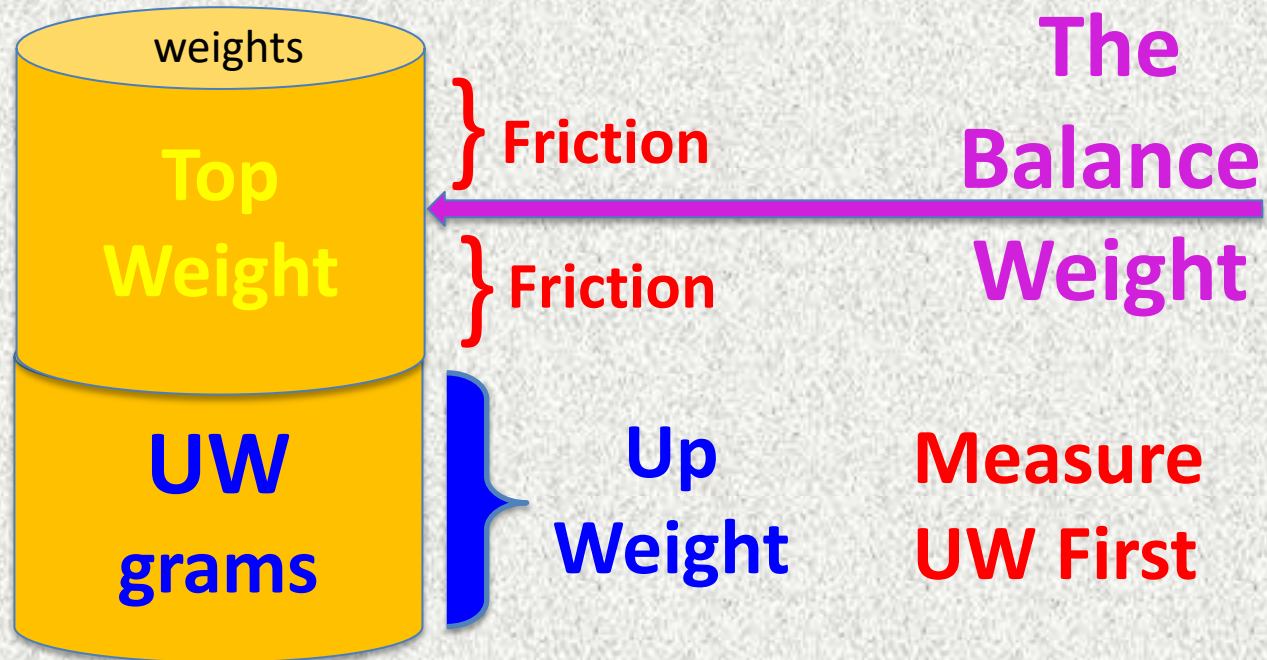 weights
Top
Weight
UW
grams
} Friction
} Friction
Up
Weight
The
Balance
Weight
Measure
UW First